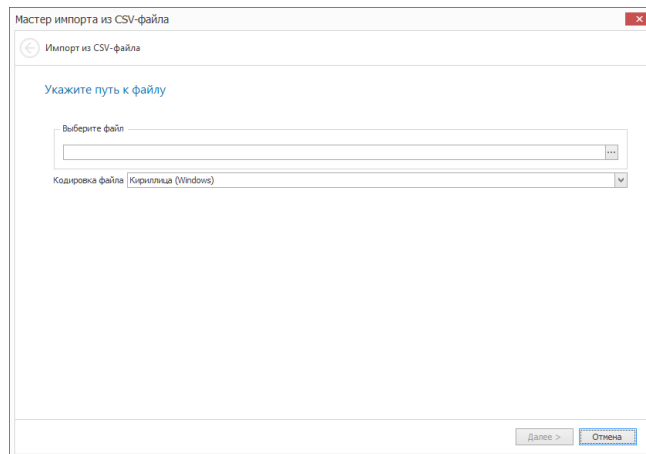 Мастер импорта из CSV-файла
Импорт из CSV-файла
Укажите путь к файлу
Выберите файл
...
Кодировка файла Кириллица (Windows)
Далее > Отмена